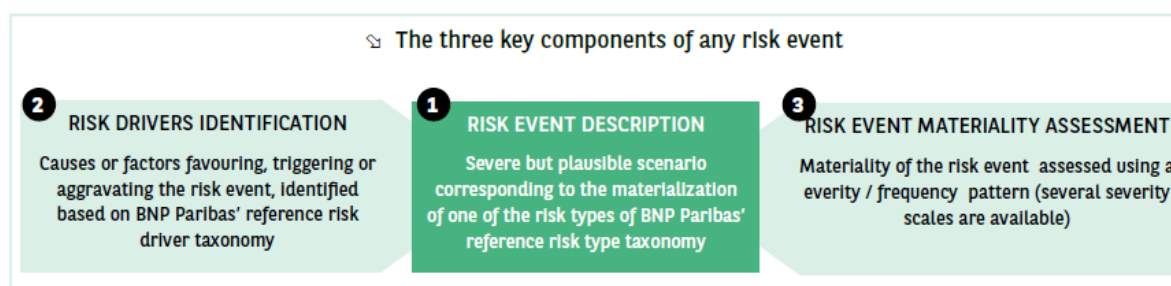 The three key components of any risk event
2
RISK DRIVERS IDENTIFICATION
Causes or factors favouring, triggering or
aggravating the risk event, identified
based on BNP Paribas' reference risk
driver taxonomy
1
RISK EVENT DESCRIPTION
Severe but plausible scenario
corresponding to the materialization
of one of the risk types of BNP Paribas'
reference risk type taxonomy
3
RISK EVENT MATERIALITY ASSESSMENT
Materiality of the risk event assessed using a
everity / frequency pattern (several severity
scales are available)